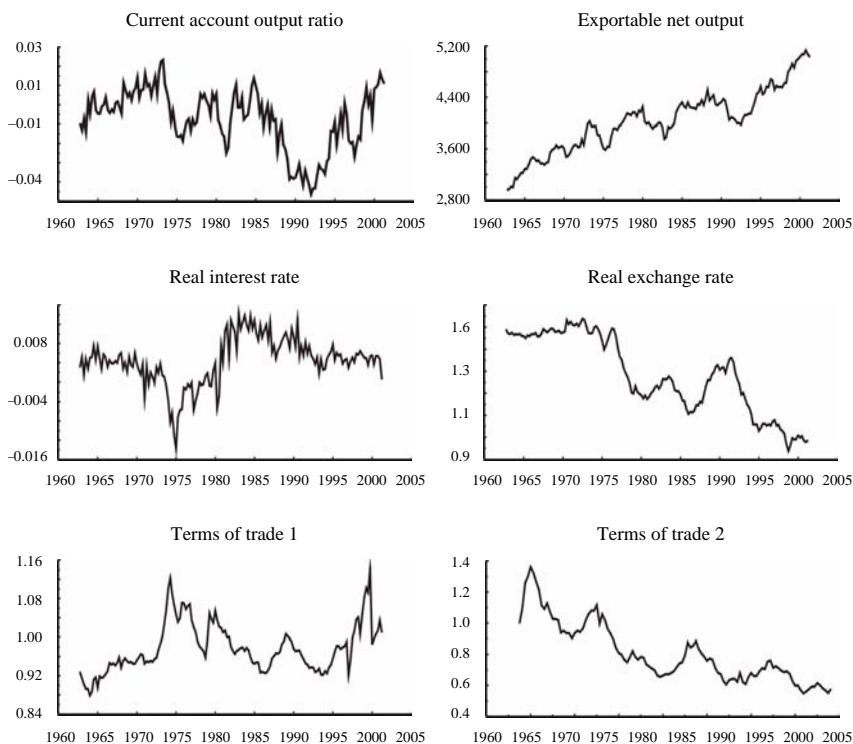 Current account output ratio
0.03
0.01
–0.01
–0.04
1960 1965 1970 1975 1980 1985 1990 1995 2000 2005
Exportable net output
5,200
4,400
3,600
2,800
1960 1965 1970 1975 1980 1985 1990 1995 2000 2005
Real interest rate
0.008
–0.004
–0.016
1960 1965 1970 1975 1980 1985 1990 1995 2000 2005
Real exchange rate
1.6
1.3
1.1
0.9
1960 1965 1970 1975 1980 1985 1990 1995 2000 2005
Terms of trade 1
1.16
1.08
1.00
0.92
0.84
1960 1965 1970 1975 1980 1985 1990 1995 2000 2005
Terms of trade 2
1.4
1.2
1.0
0.8
0.6
0.4
1960 1965 1970 1975 1980 1985 1990 1995 2000 2005